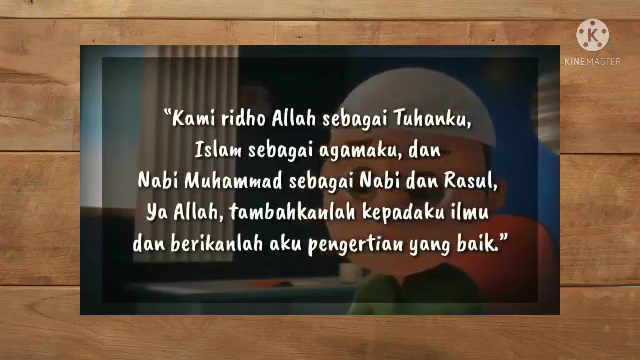 KINEMASTER
"Kami ridho Allah sebagai Tuhanku,
Islam sebagai agamaku, dan
Nabi Muhammad sebagai Nabi dan Rasul,
Ya Allah, tambahkanlah kepadaku ilmu
dan berikanlah aku pengertian yang baik."